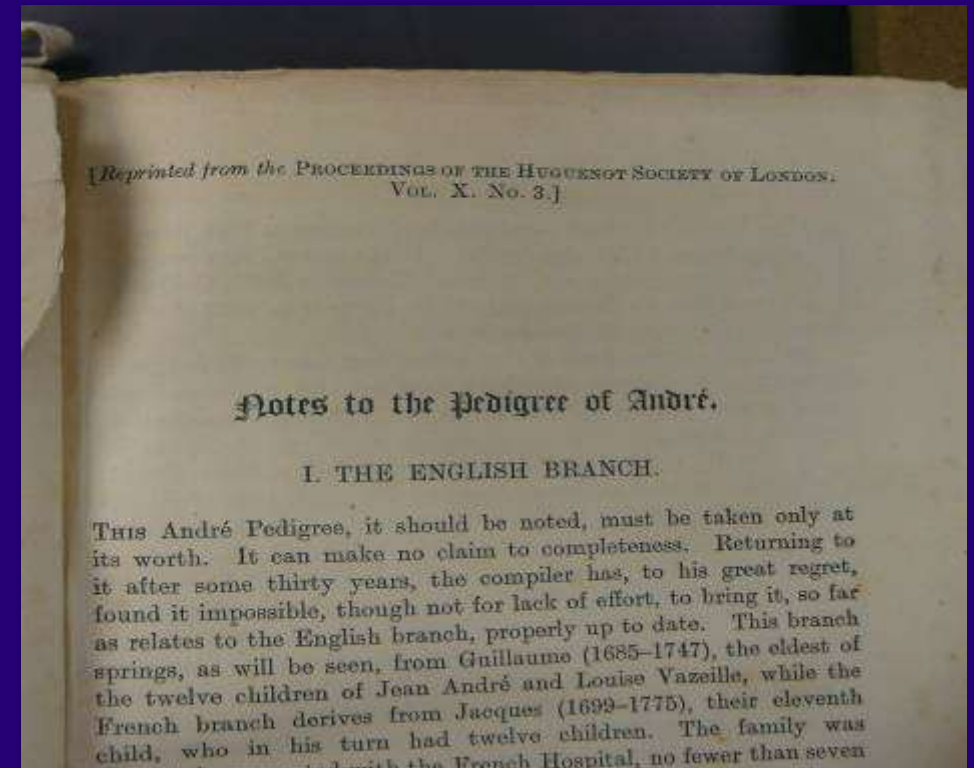 [Reprinted from the PROCEEDINGS OF THE HUGUENOT SOCIETY OF LONDON.
VOL. X. No. 3.]
Notes to the Pedigree of André.
I. THE ENGLISH BRANCH.
THIS André Pedigree, it should be noted, must be taken only at
its worth. It can make no claim to completeness. Returning to
it after some thirty years, the compiler has, to his great regret,
found it impossible, though not for lack of effort, to bring it, so far
as relates to the English branch, properly up to date. This branch
springs, as will be seen, from Guillaume (1685–1747), the eldest of
the twelve children of Jean André and Louise Vazeille, while the
French branch derives from Jacques (1699–1775), their eleventh
child, who in his turn had twelve children. The family was
with the French Hospital, no fewer than seven